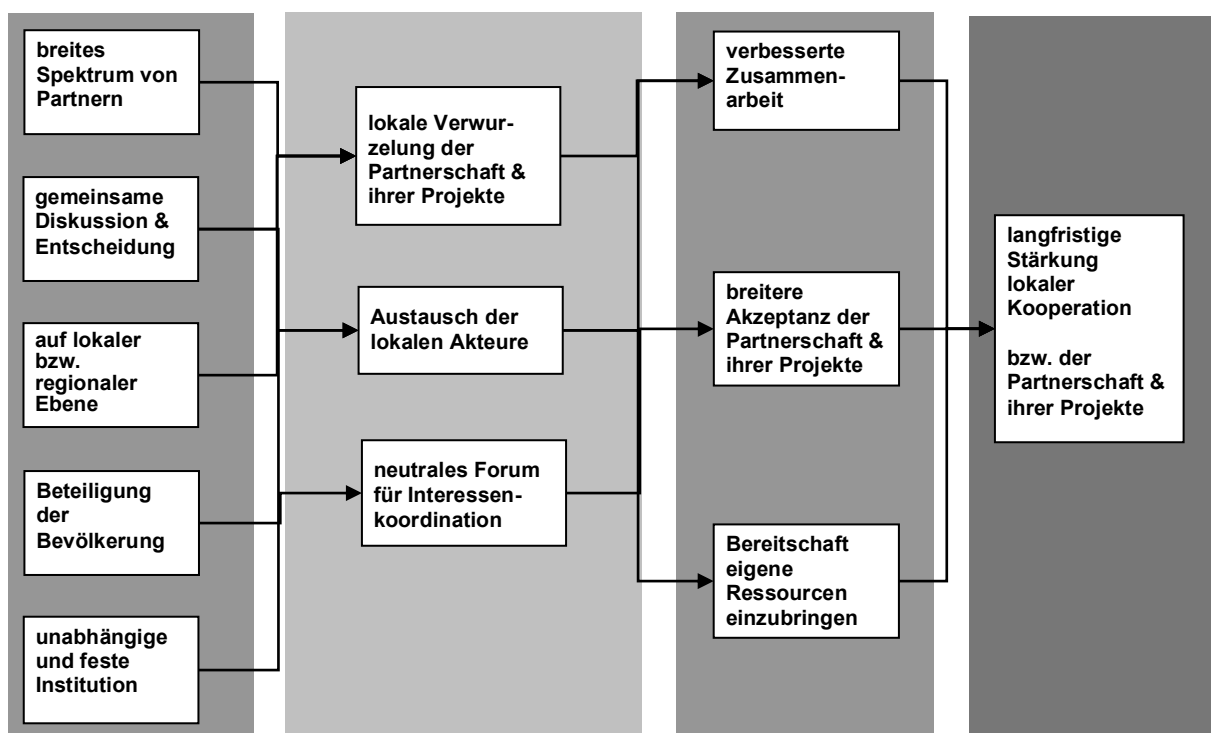 breites
Spektrum von
Partnern
gemeinsame
Diskussion &
Entscheidung
auf lokaler
bzw.
regionaler
Ebene
Beteiligung
der
Bevölkerung
unabhängige
und feste
Institution
lokale Verwur-
zelung der
Partnerschaft &
ihrer Projekte
Austausch der
lokalen Akteure
neutrales Forum
für Interessen-
koordination
verbesserte
Zusammen-
arbeit
breitere
Akzeptanz der
Partnerschaft &
ihrer Projekte
Bereitschaft
eigene
Ressourcen
einzubringen
langfristige
Stärkung
lokaler
Kooperation
bzw. der
Partnerschaft &
ihrer Projekte